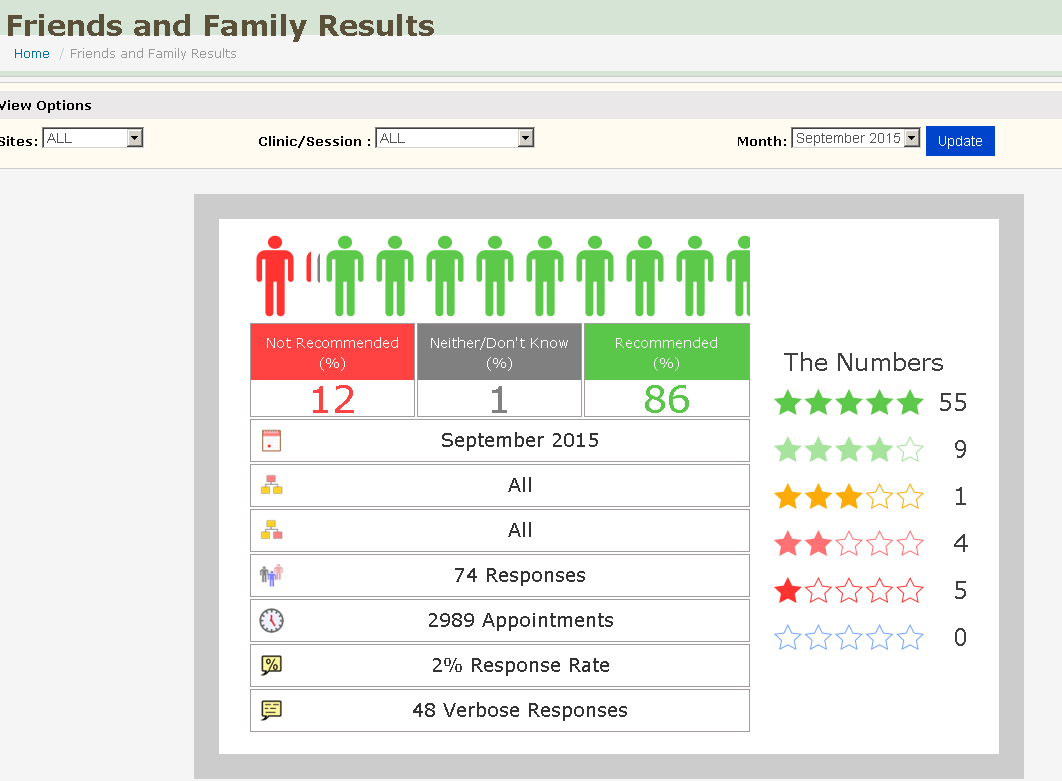 Friends and Family Results
Home / Friends and Family Results
View Options
Sites: ALL Clinic/Session : ALL Month: September 2015 Update
Not Recommended (%)
Neither/Don't Know (%)
Recommended (%)
12 1 86
September 2015
All
All
74 Responses
2989 Appointments
2% Response Rate
48 Verbose Responses
The Numbers
55
9
1
4
5
0